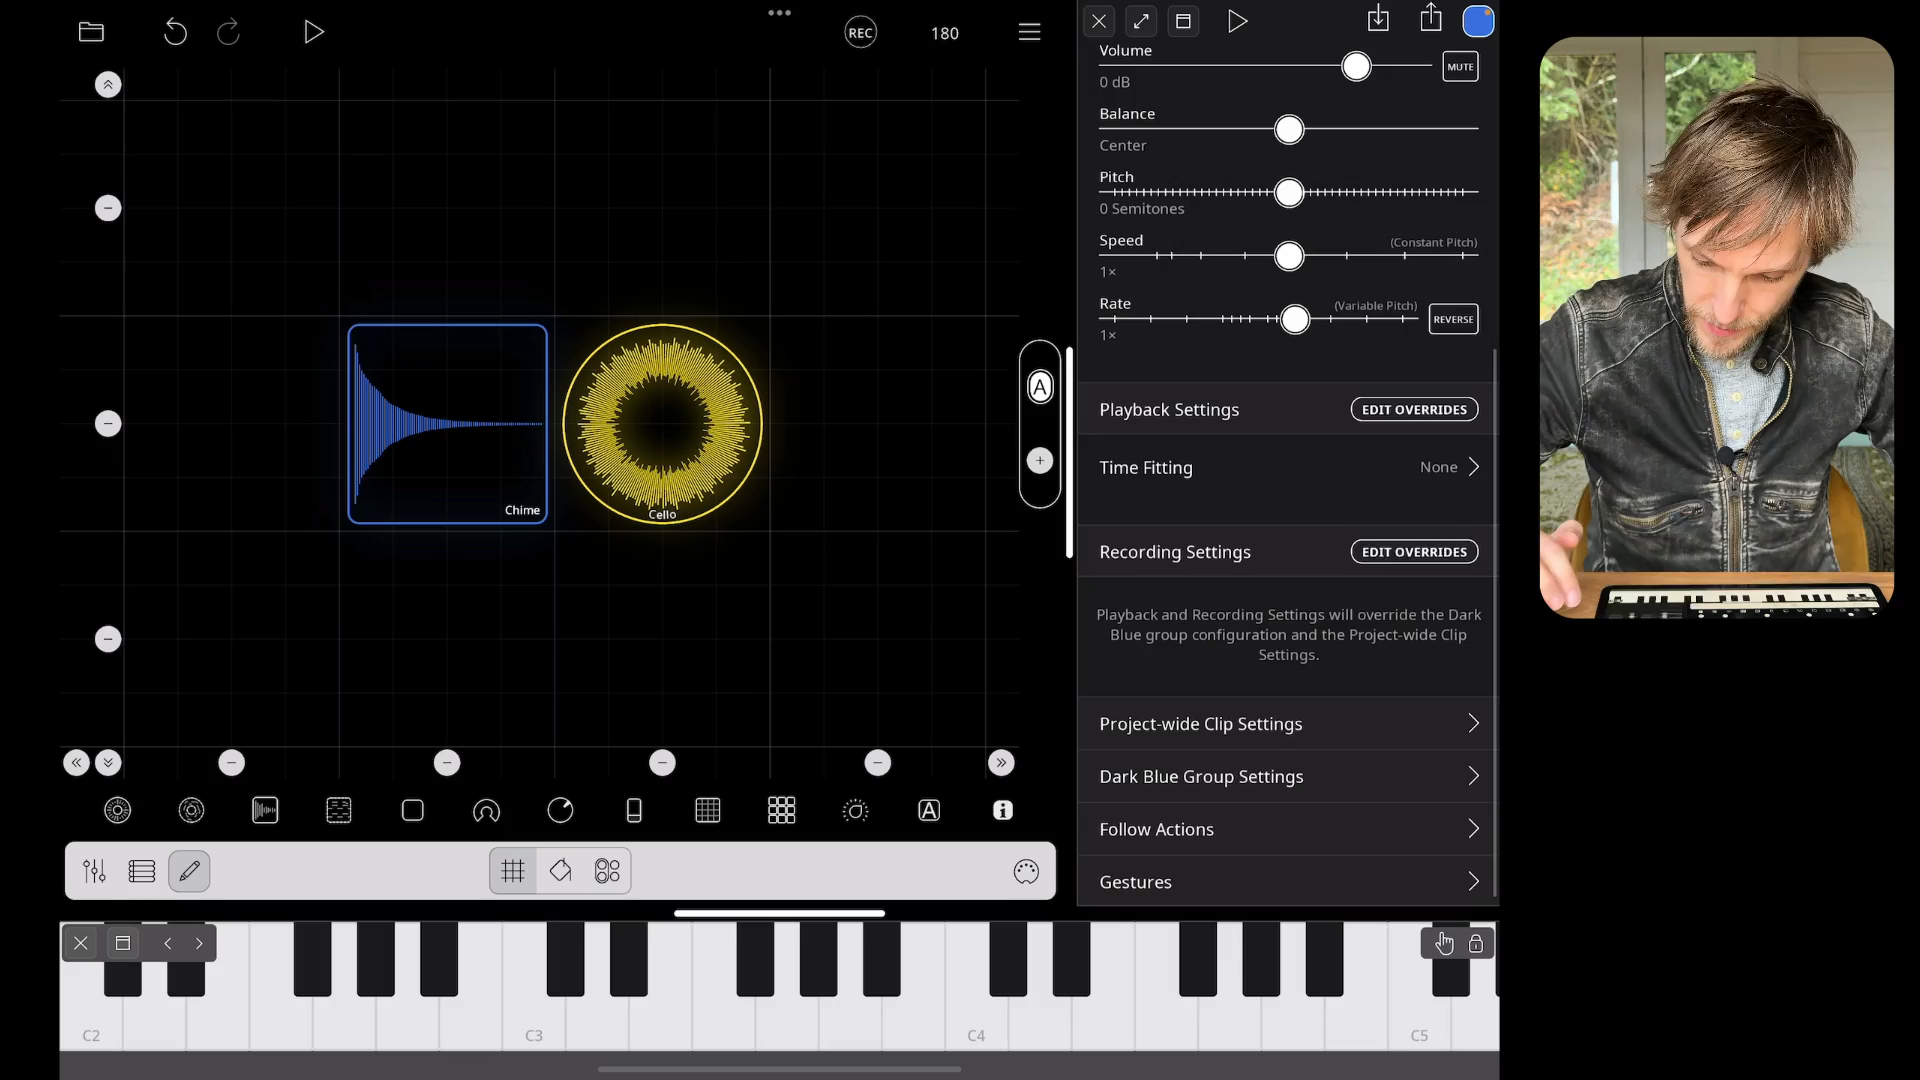 REC
180
Volume
MUTE
0 dB
Balance
Center
Pitch
0 Semitones
Speed
(Constant Pitch)
1×
Rate
(Variable Pitch)
REVERSE
1×
Playback Settings
EDIT OVERRIDES
Time Fitting
None
Recording Settings
EDIT OVERRIDES
Playback and Recording Settings will override the Dark
Blue group configuration and the Project-wide Clip
Settings.
Project-wide Clip Settings
Dark Blue Group Settings
Follow Actions
Gestures
Chime
Cello
A
A
C2
C3
C4
C5